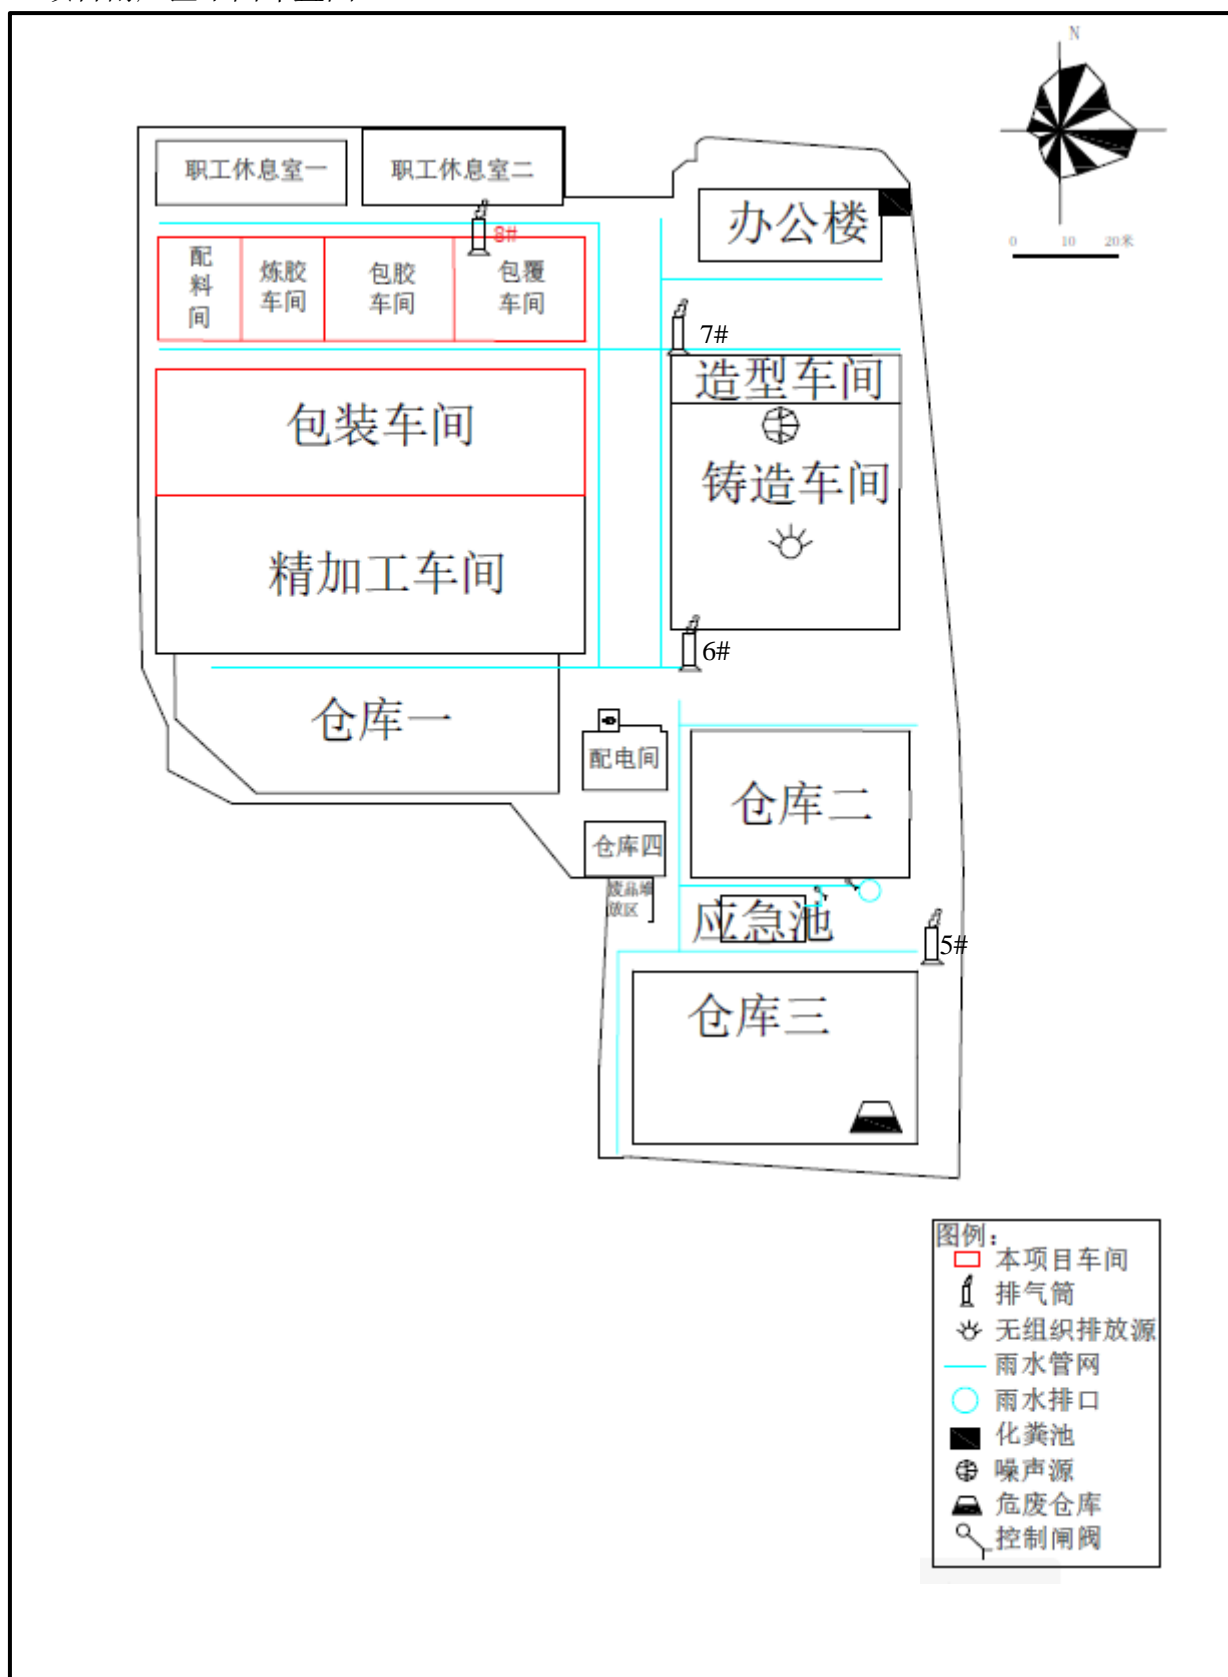 N
职工休息室一
职工休息室二
办公楼
0 10 20米
8#
配料间
炼胶车间
包胶车间
包覆车间
7#
造型车间
包装车间
铸造车间
精加工车间
6#
仓库一
配电间
仓库二
仓库四
废品堆
放区
应急池
5#
仓库三
图例：
本项目车间
排气筒
无组织排放源
雨水管网
雨水排口
化粪池
噪声源
危废仓库
控制闸阀